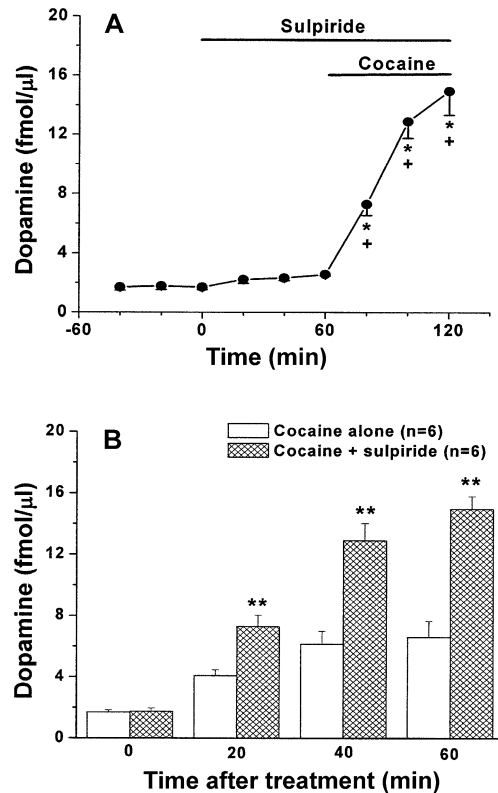 A
Sulpiride
Cocaine
Dopamine (fmol/µl)
20
16
12
8
4
0
*
+
*
+
*
+
-60
0
60
120
Time (min)
B
Cocaine alone (n=6)
Cocaine + sulpiride (n=6)
Dopamine (fmol/µl)
20
16
12
8
4
0
**
**
**
0
20
40
60
Time after treatment (min)